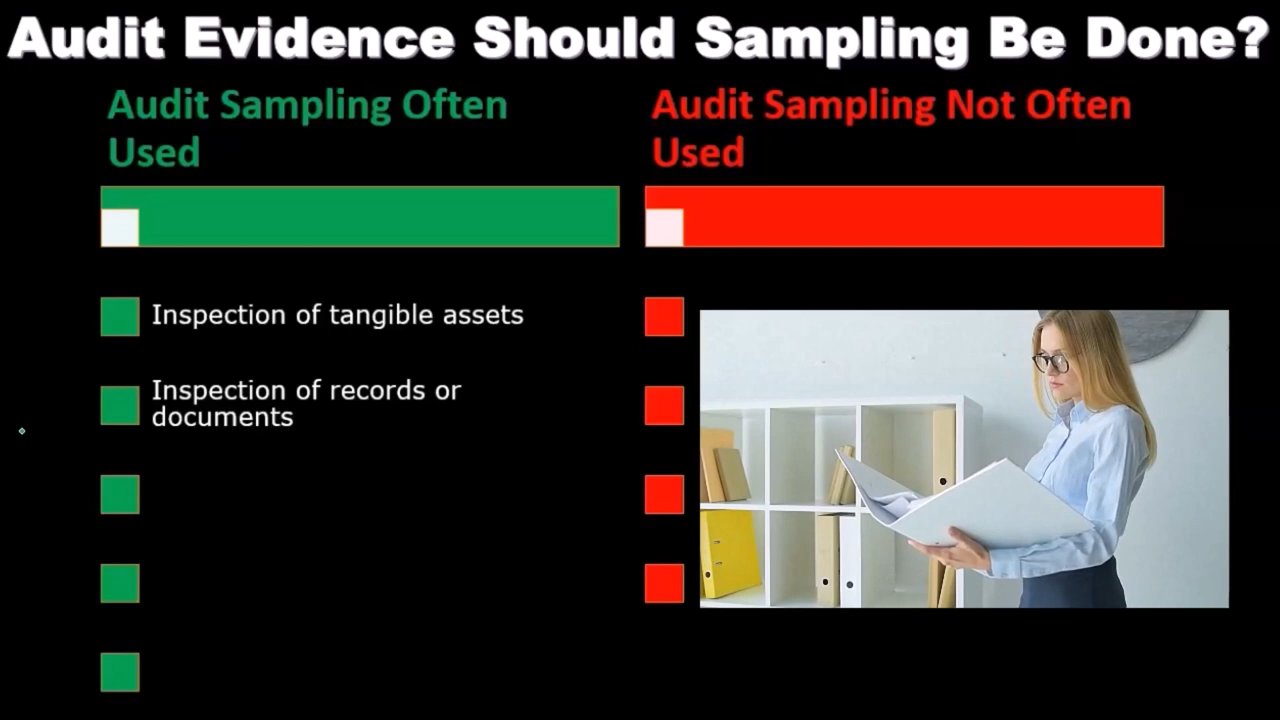 Audit Evidence Should Sampling Be Done?
Audit Sampling Often
Used
Audit Sampling Not Often
Used
Inspection of tangible assets
Inspection of records or
documents